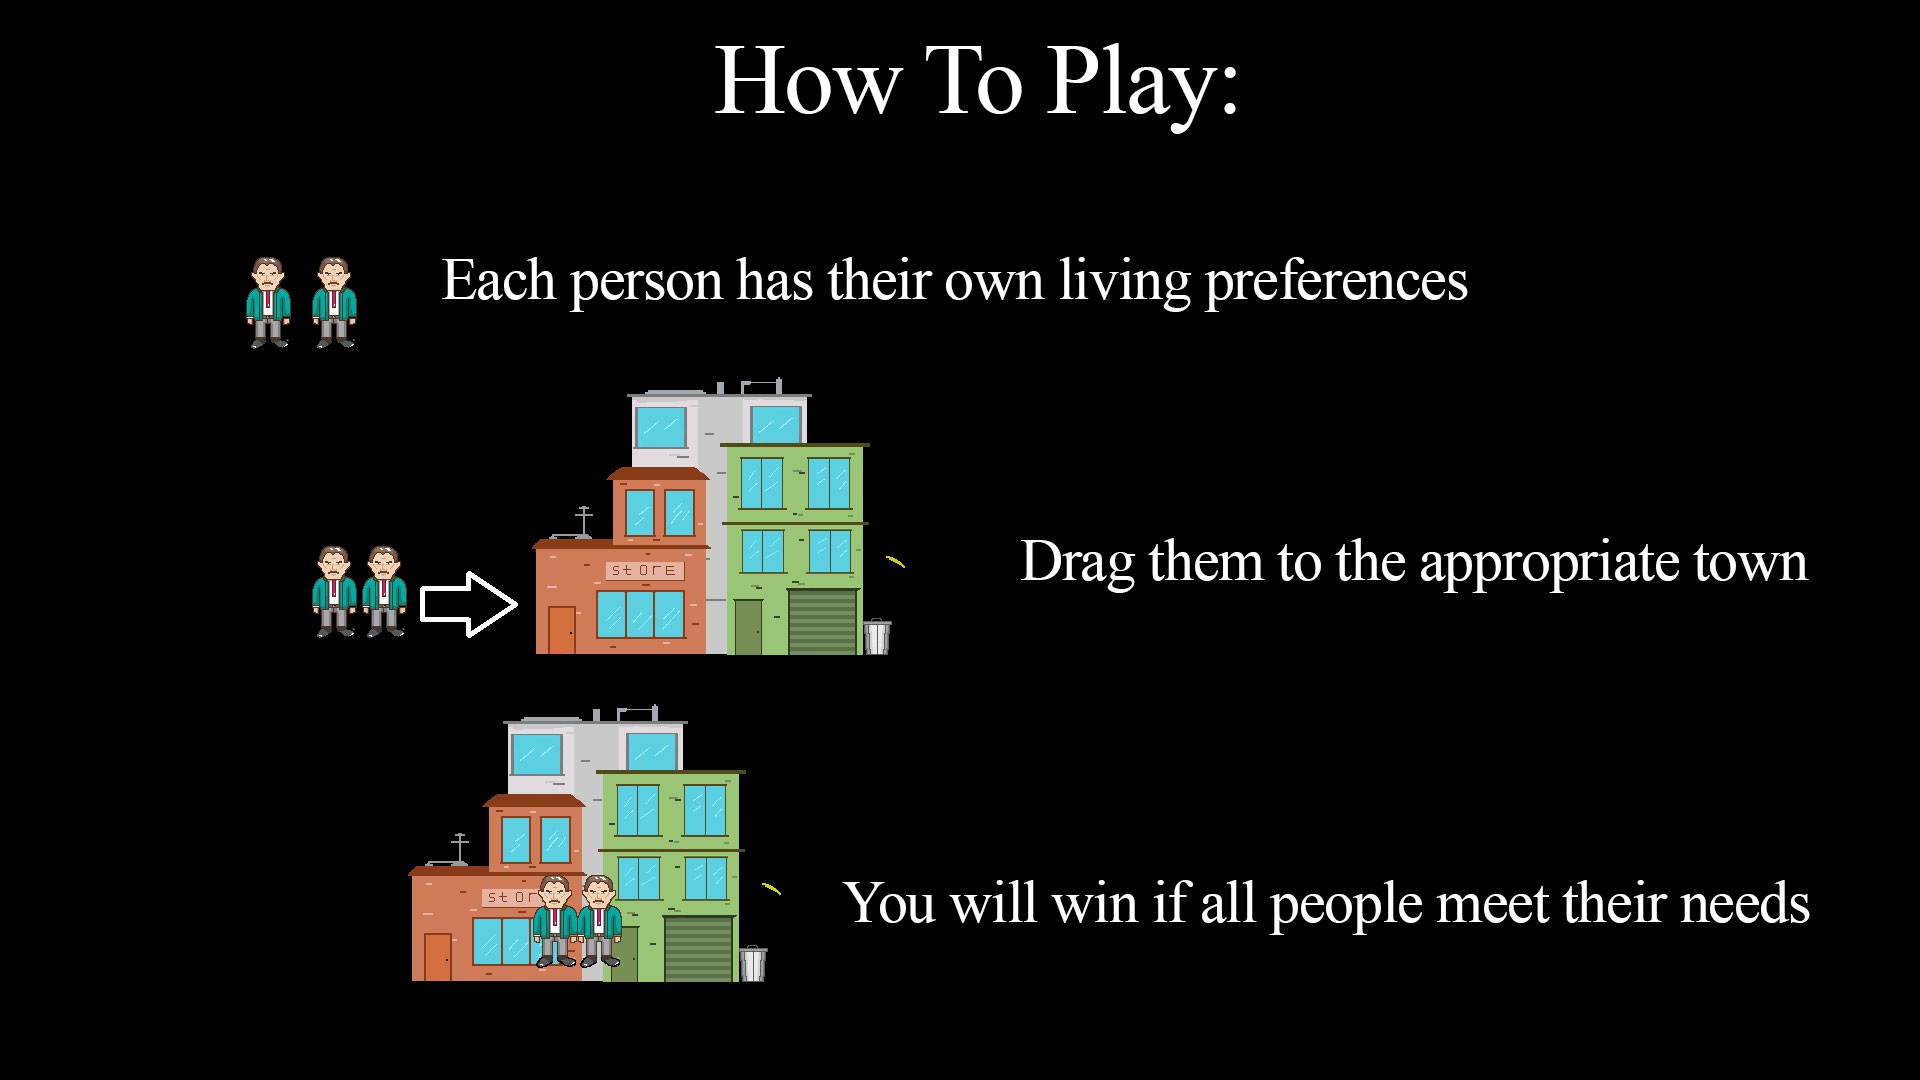 How To Play:
Each person has their own living preferences
stOrE
Drag them to the appropriate town
stOr
You will win if all people meet their needs